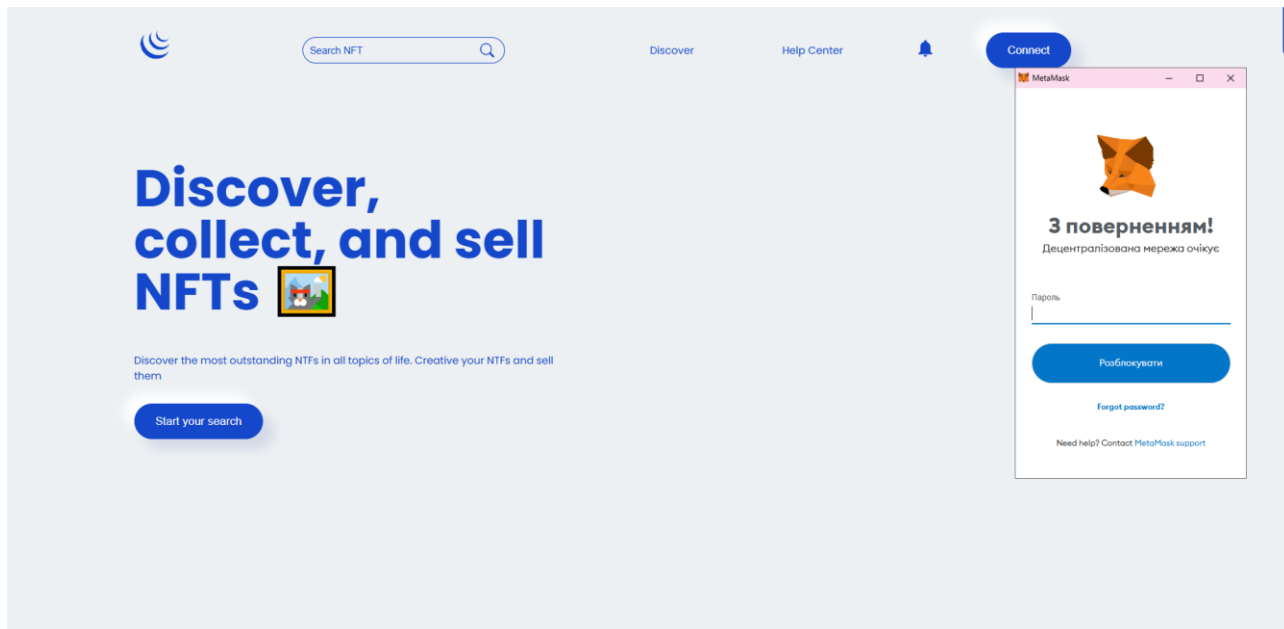 Search NFT
Discover
Help Center
Connect
MetaMask
Discover,
collect, and sell
NFTs
Discover the most outstanding NTFs in all topics of life. Creative your NTFs and sell
them
Start your search
З поверненням!
Децентралізована мережа очікує
Пароль
Розблокувати
Forgot password?
Need help? Contact MetaMask support